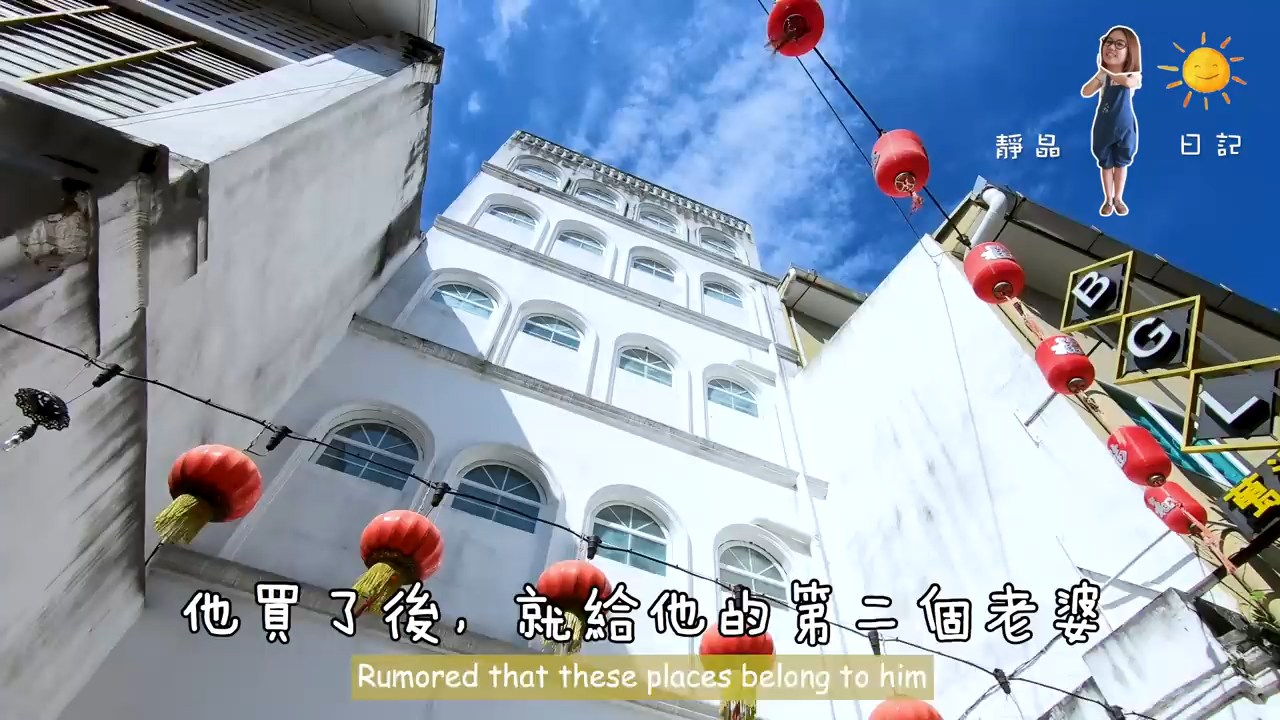 靜晶 日記
B
G
L
萬
他買了後, 就給他的第二個老婆
Rumored that these places belong to him